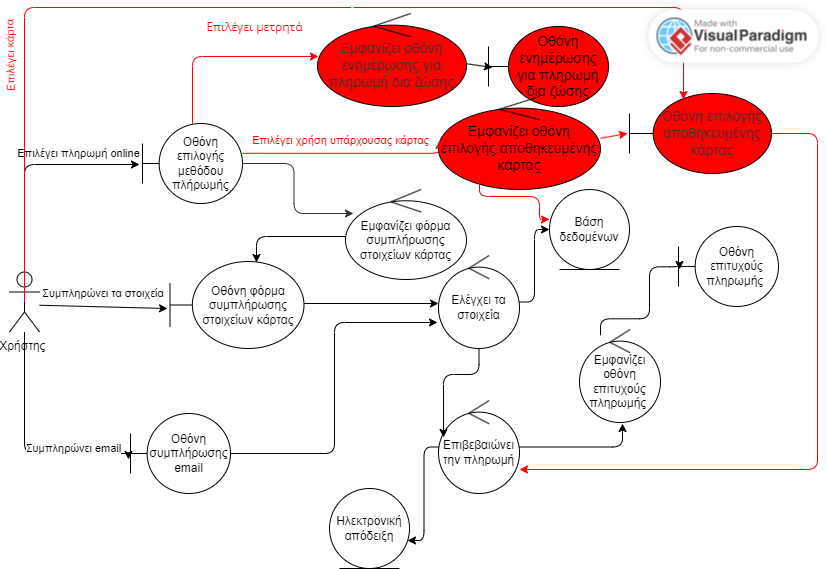 Επιλέγει κάρτα
Επιλέγει μετρητά
Εμφανίζει οθόνη
ενημέρωσης για
πληρωμή δια ζώσης
Οθόνη
ενημέρωσης
για πληρωμή
δια ζώσης
Made with
VisualParadigm
For non-commercial use
Επιλέγει πληρωμή online
Οθόνη
επιλογής
μεθόδου
πληρωμής
Επιλέγει χρήση υπάρχουσας κάρτας
Εμφανίζει οθόνη
επιλογής αποθηκευμένης
κάρτας
Οθόνη επιλογής
αποθηκευμένης
κάρτας
Εμφανίζει φόρμα
συμπλήρωσης
στοιχείων κάρτας
Βάση
δεδομένων
Οθόνη
επιτυχούς
πληρωμής
Χρήστης
Συμπληρώνει τα στοιχεία
Οθόνη φόρμα
συμπλήρωσης
στοιχείων κάρτας
Ελέγχει τα
στοιχεία
Εμφανίζει
οθόνη
επιτυχούς
πληρωμής
Συμπληρώνει email
Οθόνη
συμπλήρωσης
email
Επιβεβαιώνει
την πληρωμή
Ηλεκτρονική
απόδειξη